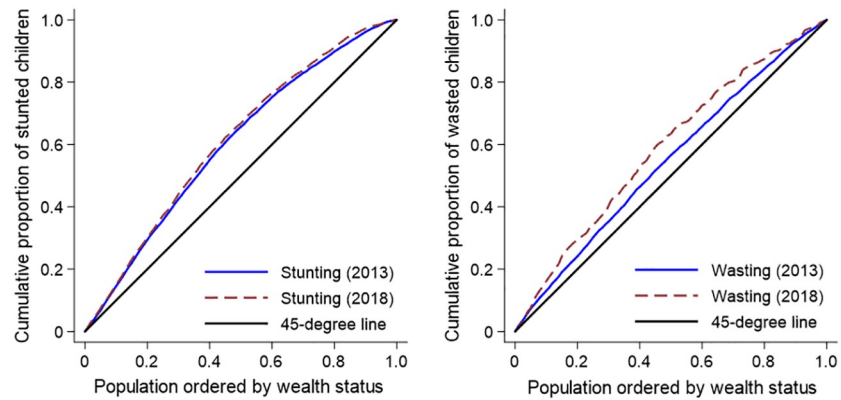 Cumulative proportion of stunted children
1.0
0.8
0.6
0.4
0.2
0
Stunting (2013)
Stunting (2018)
45-degree line
0 0.2 0.4 0.6 0.8 1.0
Population ordered by wealth status
Cumulative proportion of wasted children
1.0
0.8
0.6
0.4
0.2
0
Wasting (2013)
Wasting (2018)
45-degree line
0 0.2 0.4 0.6 0.8 1.0
Population ordered by wealth status